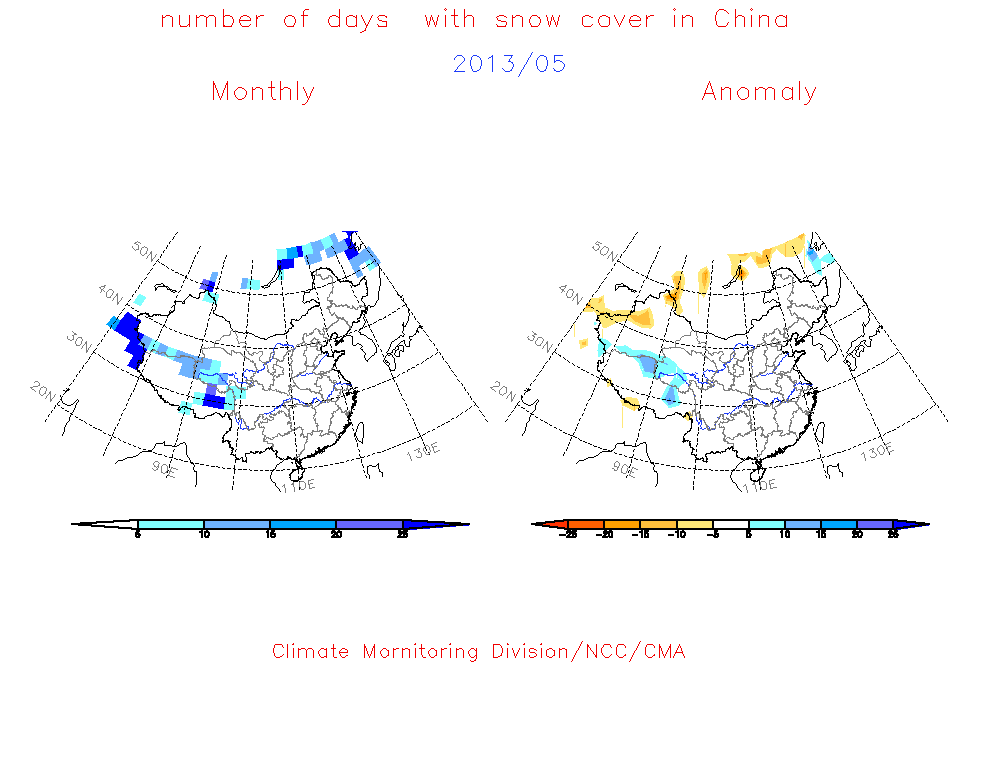 number of days with snow cover in China
2013/05
Monthly Anomaly
50N 50N
40N 40N
30N 30N
20N 20N
90E 110E 130E 90E 110E 130E
5 10 15 20 25 -25 -20 -15 -10 -5 5 10 15 20 25
Climate Mornitoring Division/NCC/CMA